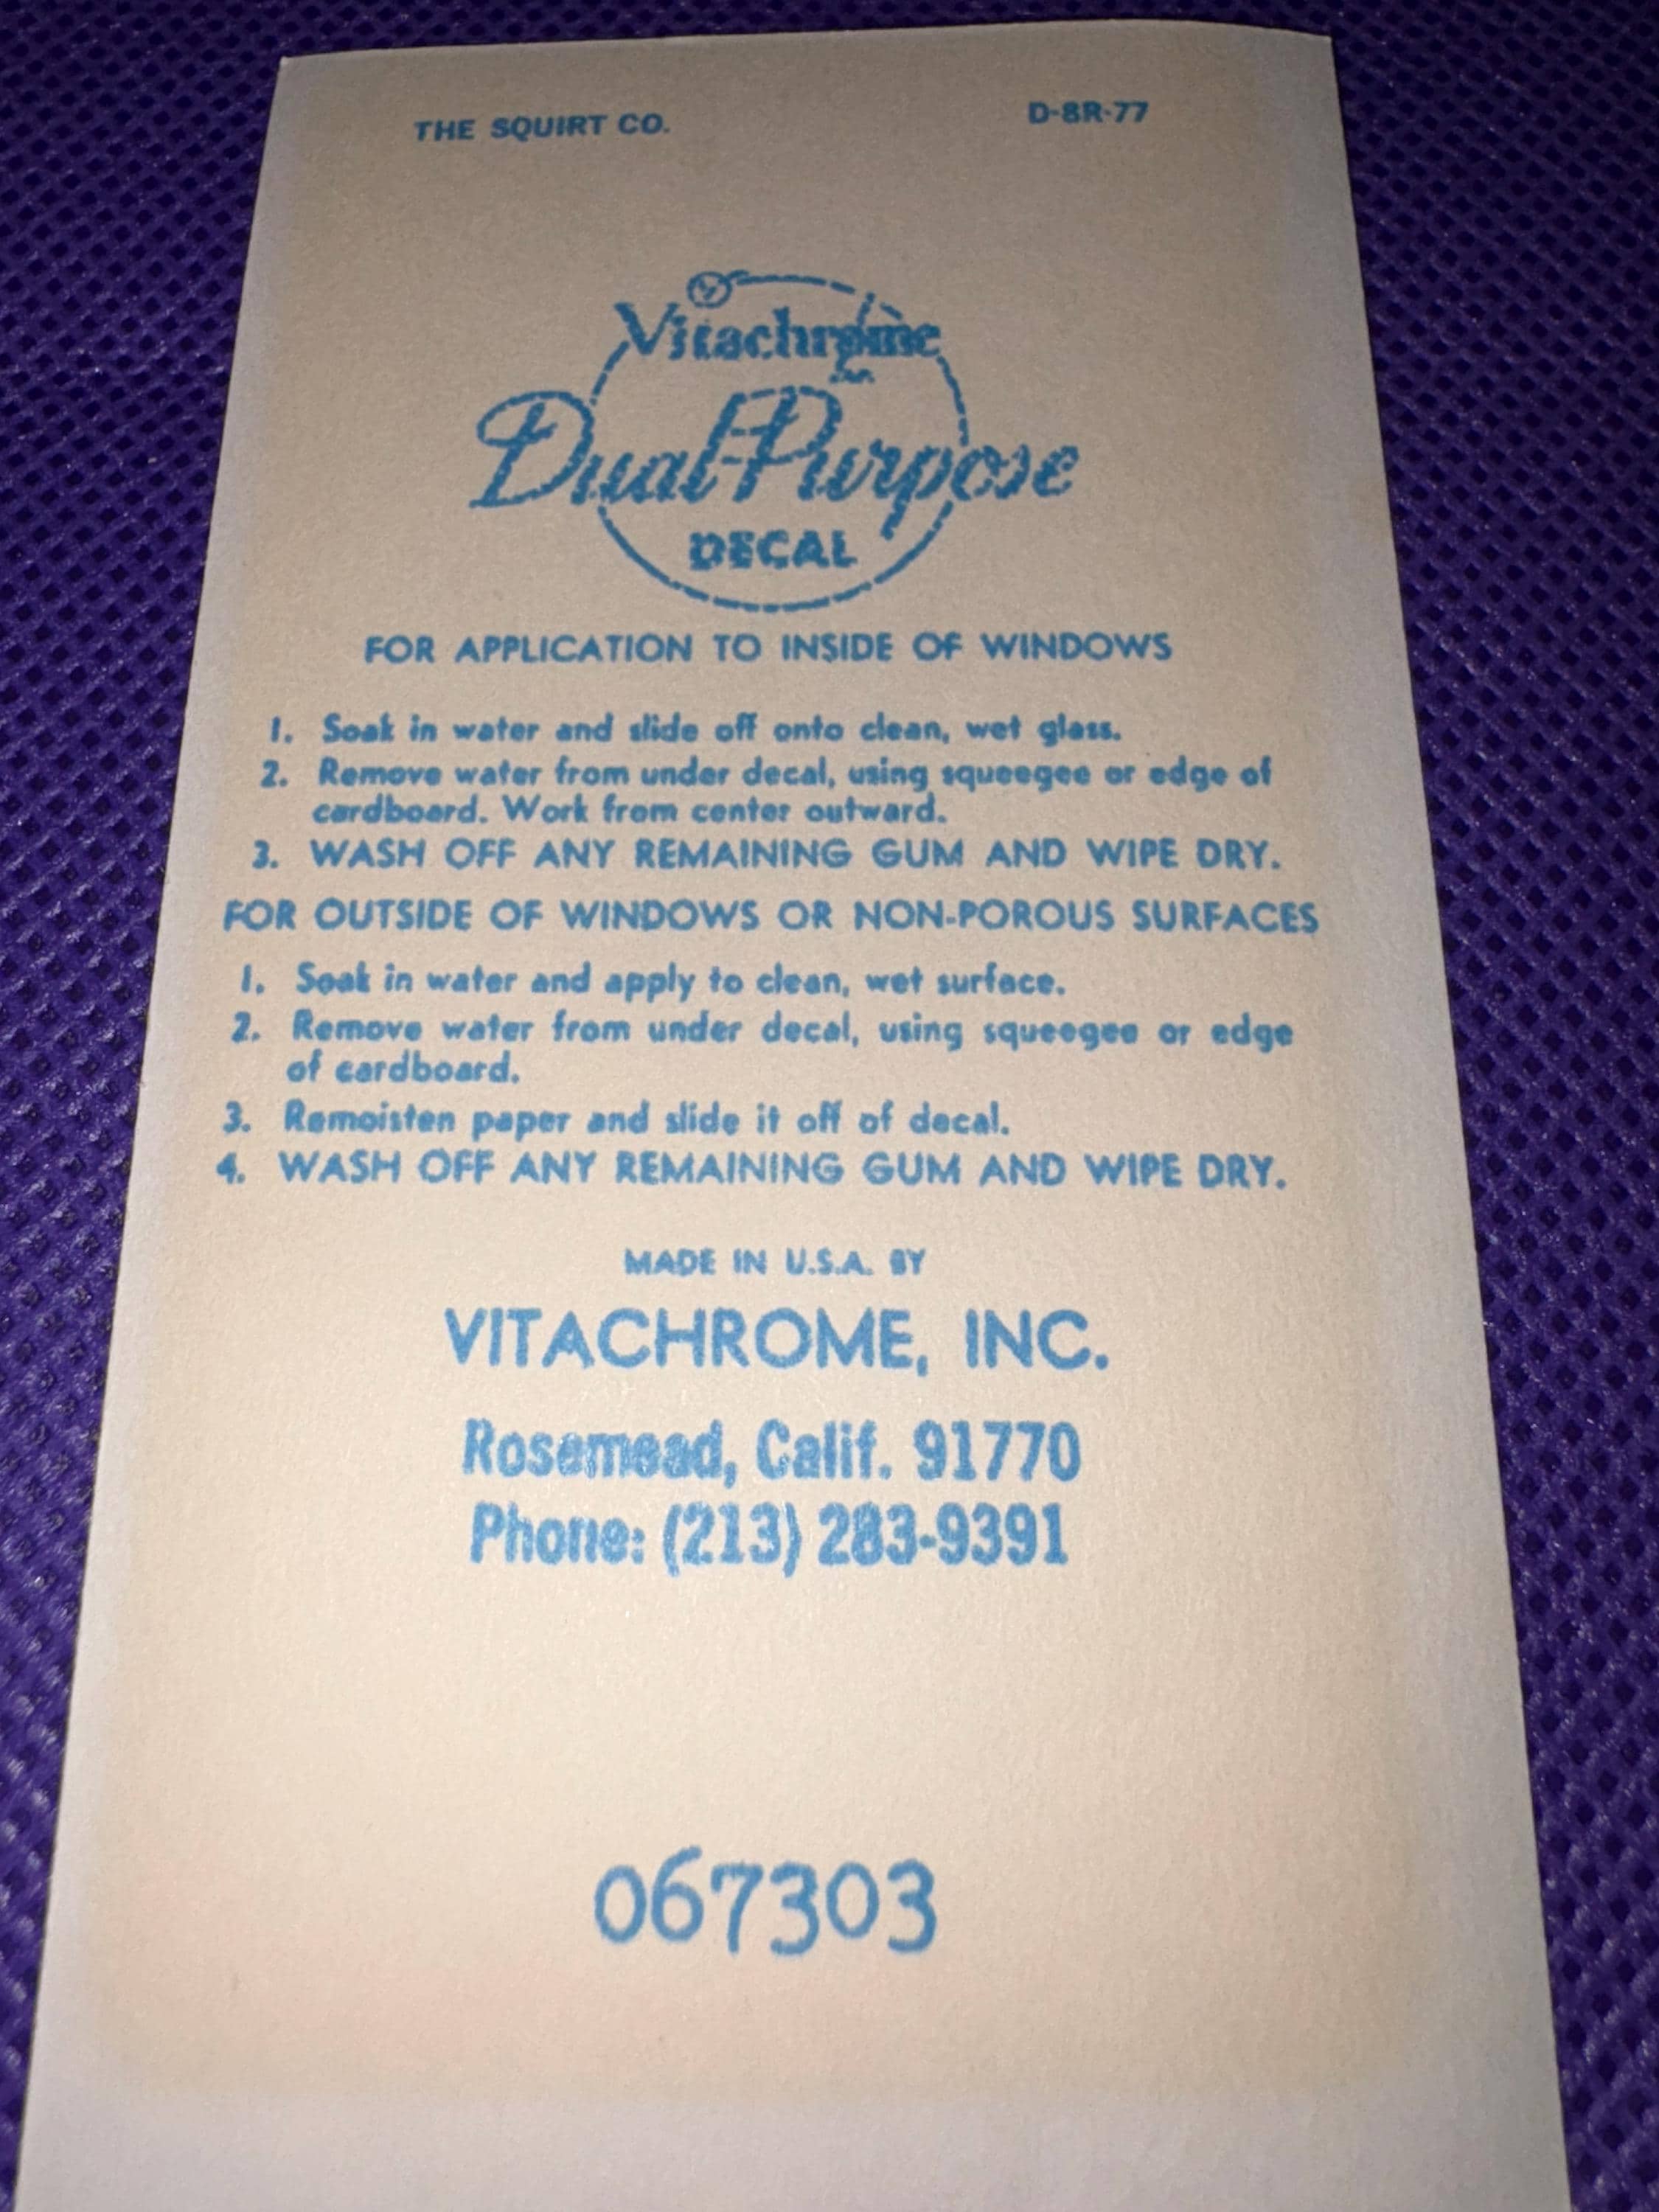 THE SQUIRT CO. D-8R-77
Vitachrome
Dual-Purpose
DECAL
FOR APPLICATION TO INSIDE OF WINDOWS
1. Soak in water and slide off onto clean, wet glass.
2. Remove water from under decal, using squeegee or edge of
cardboard. Work from center outward.
3. WASH OFF ANY REMAINING GUM AND WIPE DRY.
FOR OUTSIDE OF WINDOWS OR NON-POROUS SURFACES
1. Soak in water and apply to clean, wet surface.
2. Remove water from under decal, using squeegee or edge
of cardboard.
3. Remoisten paper and slide it off of decal.
4. WASH OFF ANY REMAINING GUM AND WIPE DRY.
MADE IN U.S.A. BY
VITACHROME, INC.
Rosemead, Calif. 91770
Phone: (213) 283-9391
067303